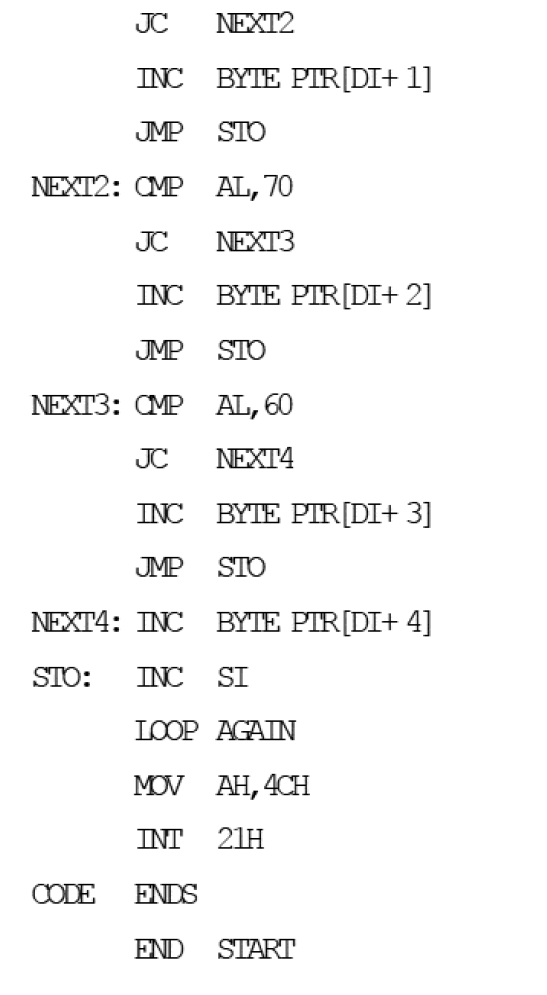 JC NEXT2
INC BYTE PTR[DI+1]
JMP STO
NEXT2: CMP AL,70
JC NEXT3
INC BYTE PTR[DI+2]
JMP STO
NEXT3: CMP AL,60
JC NEXT4
INC BYTE PTR[DI+3]
JMP STO
NEXT4: INC BYTE PTR[DI+4]
STO: INC SI
LOOP AGAIN
MOV AH,4CH
INT 21H
CODE ENDS
END START